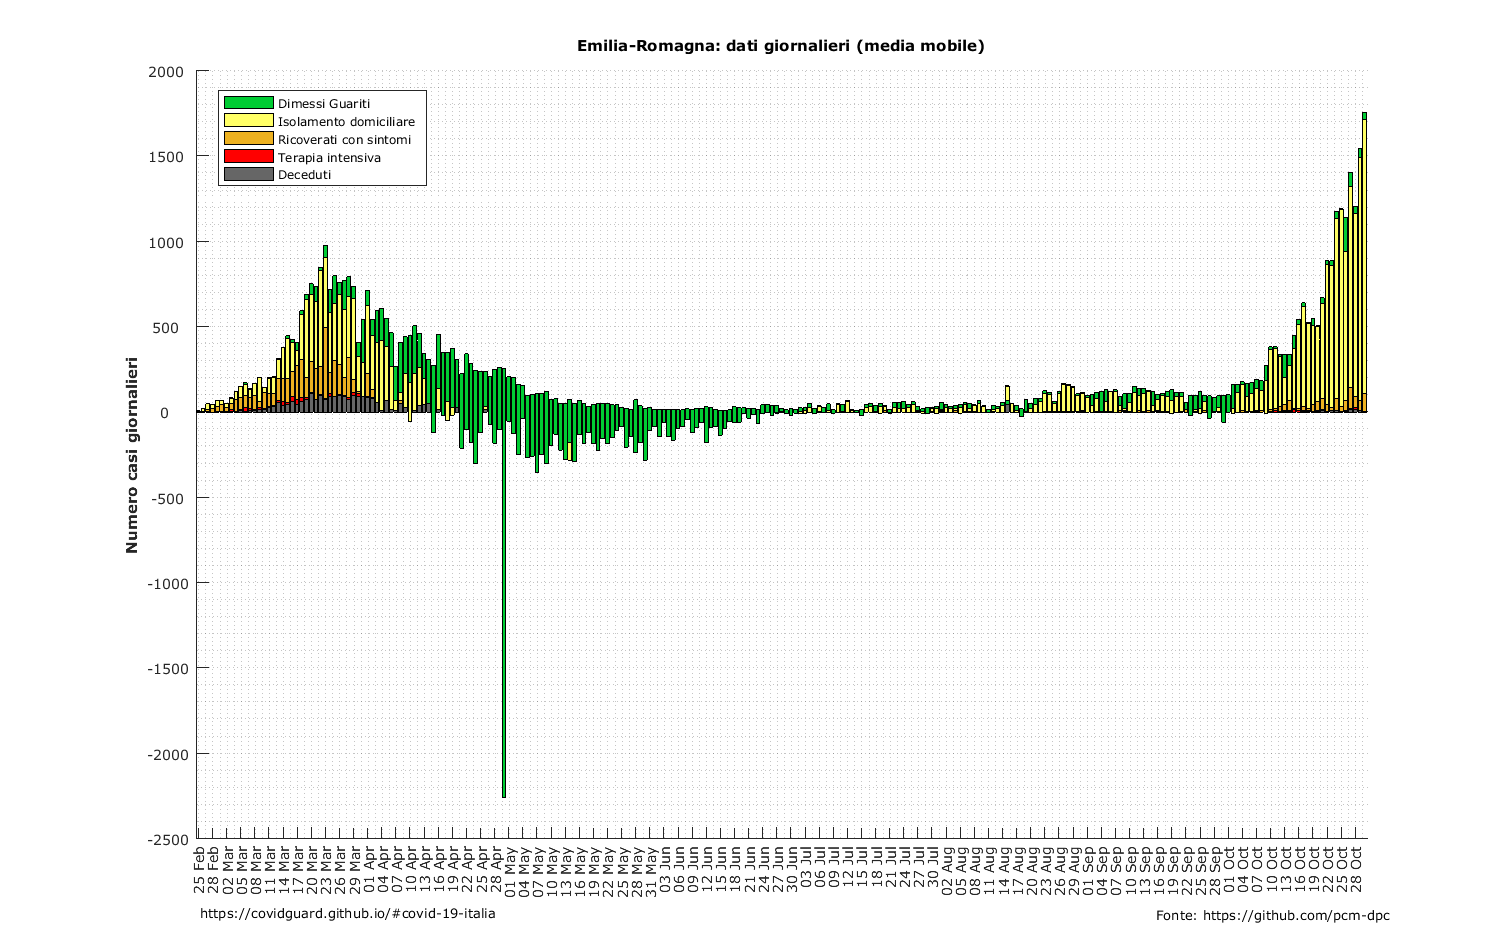 Emilia-Romagna: dati giornalieri (media mobile)
2000
1500
1000
500
0
-500
-1000
-1500
-2000
-2500
Numero casi giornalieri
Dimessi Guariti
Isolamento domiciliare
Ricoverati con sintomi
Terapia intensiva
Deceduti
25 Feb
28 Feb
02 Mar
05 Mar
08 Mar
11 Mar
14 Mar
17 Mar
20 Mar
23 Mar
26 Mar
29 Mar
01 Apr
04 Apr
07 Apr
10 Apr
13 Apr
16 Apr
19 Apr
22 Apr
25 Apr
28 Apr
01 May
04 May
07 May
10 May
13 May
16 May
19 May
22 May
25 May
28 May
31 May
03 Jun
06 Jun
09 Jun
12 Jun
15 Jun
18 Jun
21 Jun
24 Jun
27 Jun
30 Jun
03 Jul
06 Jul
09 Jul
12 Jul
15 Jul
18 Jul
21 Jul
24 Jul
27 Jul
30 Jul
02 Aug
05 Aug
08 Aug
11 Aug
14 Aug
17 Aug
20 Aug
23 Aug
26 Aug
29 Aug
01 Sep
04 Sep
07 Sep
10 Sep
13 Sep
16 Sep
19 Sep
22 Sep
25 Sep
28 Sep
01 Oct
04 Oct
07 Oct
10 Oct
13 Oct
16 Oct
19 Oct
22 Oct
25 Oct
28 Oct
https://covidguard.github.io/#covid-19-italia
Fonte: https://github.com/pcm-dpc